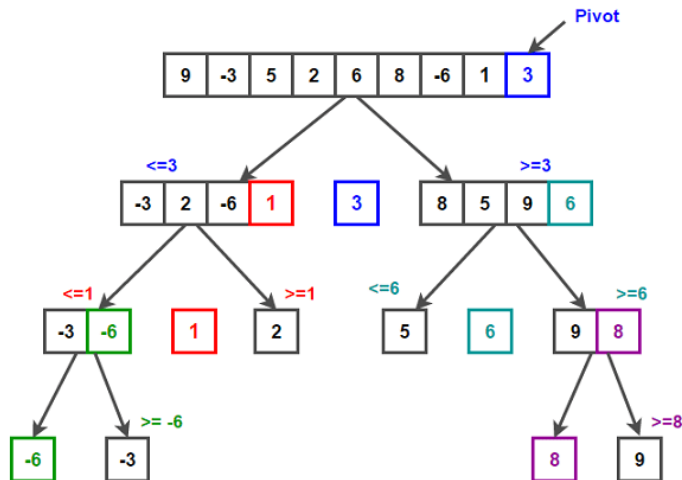 Pivot
9 -3 5 2 6 8 -6 1 3
<=3 >=3
-3 2 -6 1 3 8 5 9 6
<=1 >=1 <=6 >=6
-3 -6 1 2 5 6 9 8
>= -6 >=8
-6 -3 8 9